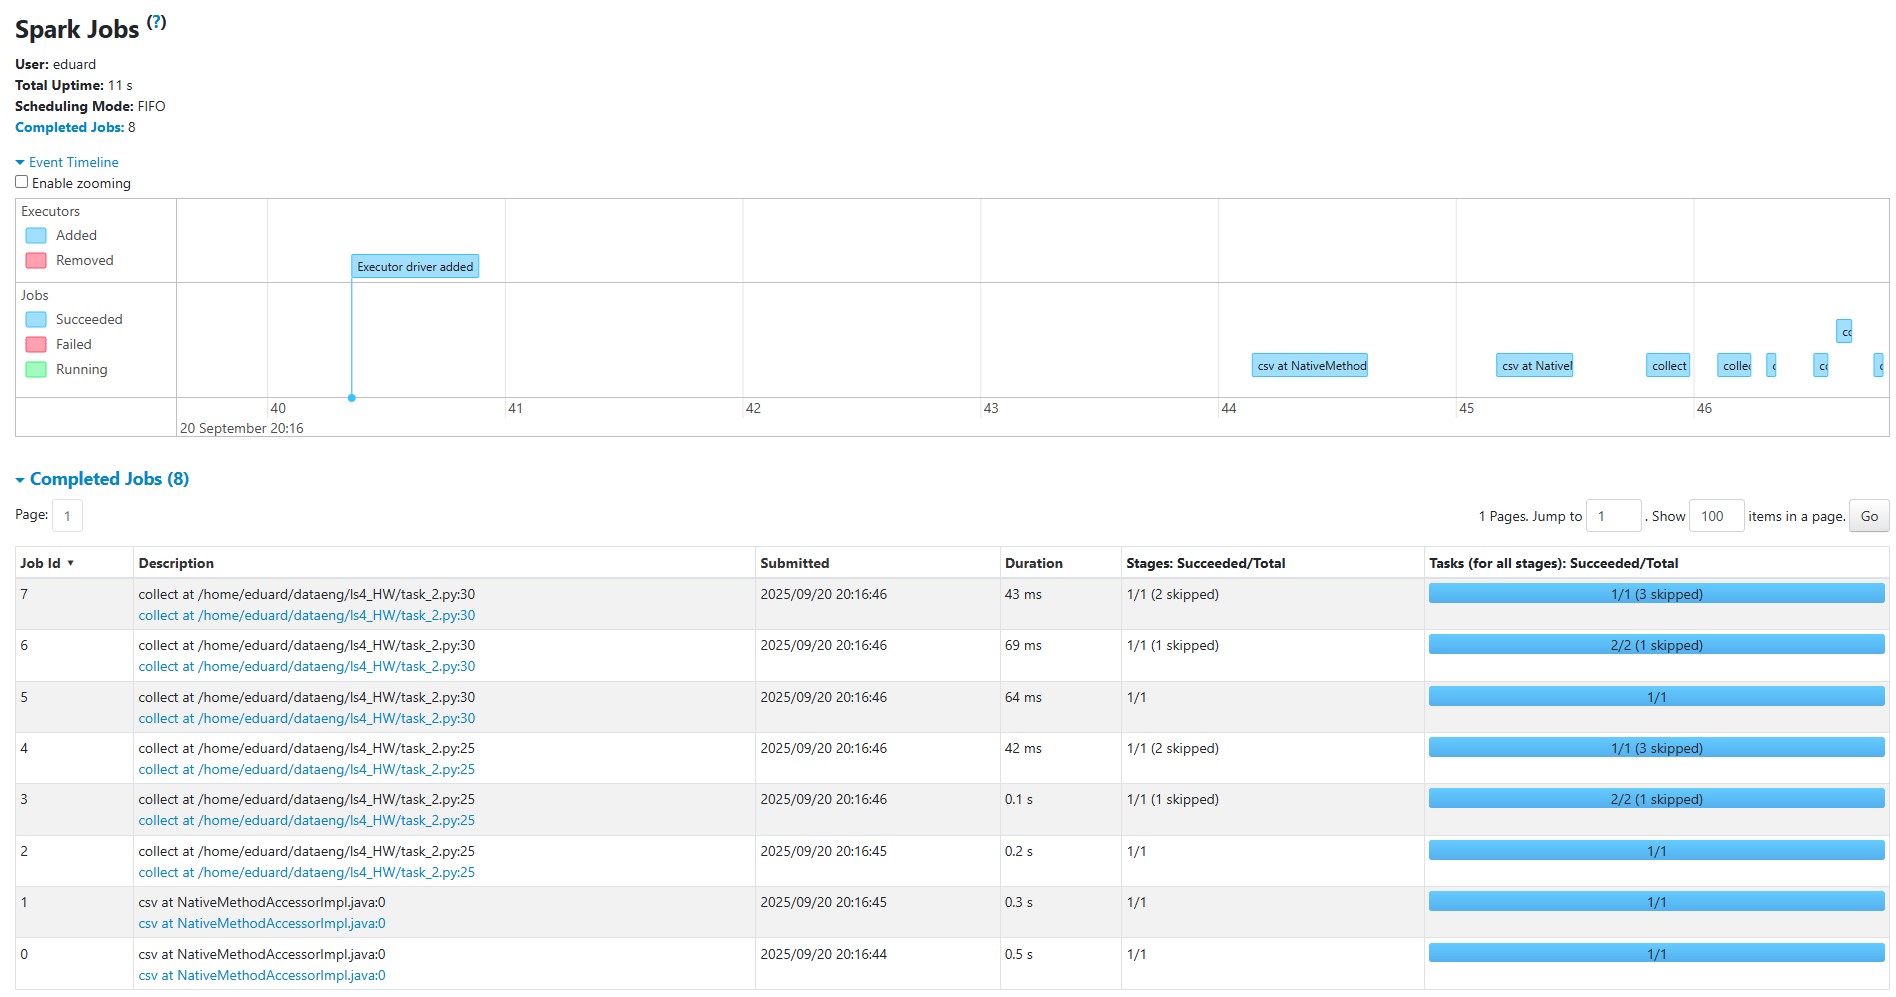 Spark Jobs (?)
User: eduard
Total Uptime: 11 s
Scheduling Mode: FIFO
Completed Jobs: 8
Event Timeline
Enable zooming
Executors
Added
Removed
Executor driver added
Jobs
Succeeded
Failed
Running
csv at NativeMethod
csv at Nativel
collect
collec
c
cc
cc
c
40 41 42 43 44 45 46
20 September 20:16
Completed Jobs (8)
Page: 1
1 Pages. Jump to 1 . Show 100 items in a page. Go
Job Id ▾ Description Submitted Duration Stages: Succeeded/Total Tasks (for all stages): Succeeded/Total
7 collect at /home/eduard/dataeng/ls4_HW/task_2.py:30 2025/09/20 20:16:46 43 ms 1/1 (2 skipped) 1/1 (3 skipped)
collect at /home/eduard/dataeng/ls4_HW/task_2.py:30
6 collect at /home/eduard/dataeng/ls4_HW/task_2.py:30 2025/09/20 20:16:46 69 ms 1/1 (1 skipped) 2/2 (1 skipped)
collect at /home/eduard/dataeng/ls4_HW/task_2.py:30
5 collect at /home/eduard/dataeng/ls4_HW/task_2.py:30 2025/09/20 20:16:46 64 ms 1/1 1/1
collect at /home/eduard/dataeng/ls4_HW/task_2.py:30
4 collect at /home/eduard/dataeng/ls4_HW/task_2.py:25 2025/09/20 20:16:46 42 ms 1/1 (2 skipped) 1/1 (3 skipped)
collect at /home/eduard/dataeng/ls4_HW/task_2.py:25
3 collect at /home/eduard/dataeng/ls4_HW/task_2.py:25 2025/09/20 20:16:46 0.1 s 1/1 (1 skipped) 2/2 (1 skipped)
collect at /home/eduard/dataeng/ls4_HW/task_2.py:25
2 collect at /home/eduard/dataeng/ls4_HW/task_2.py:25 2025/09/20 20:16:45 0.2 s 1/1 1/1
collect at /home/eduard/dataeng/ls4_HW/task_2.py:25
1 csv at NativeMethodAccessorImpl.java:0 2025/09/20 20:16:45 0.3 s 1/1 1/1
csv at NativeMethodAccessorImpl.java:0
0 csv at NativeMethodAccessorImpl.java:0 2025/09/20 20:16:44 0.5 s 1/1 1/1
csv at NativeMethodAccessorImpl.java:0